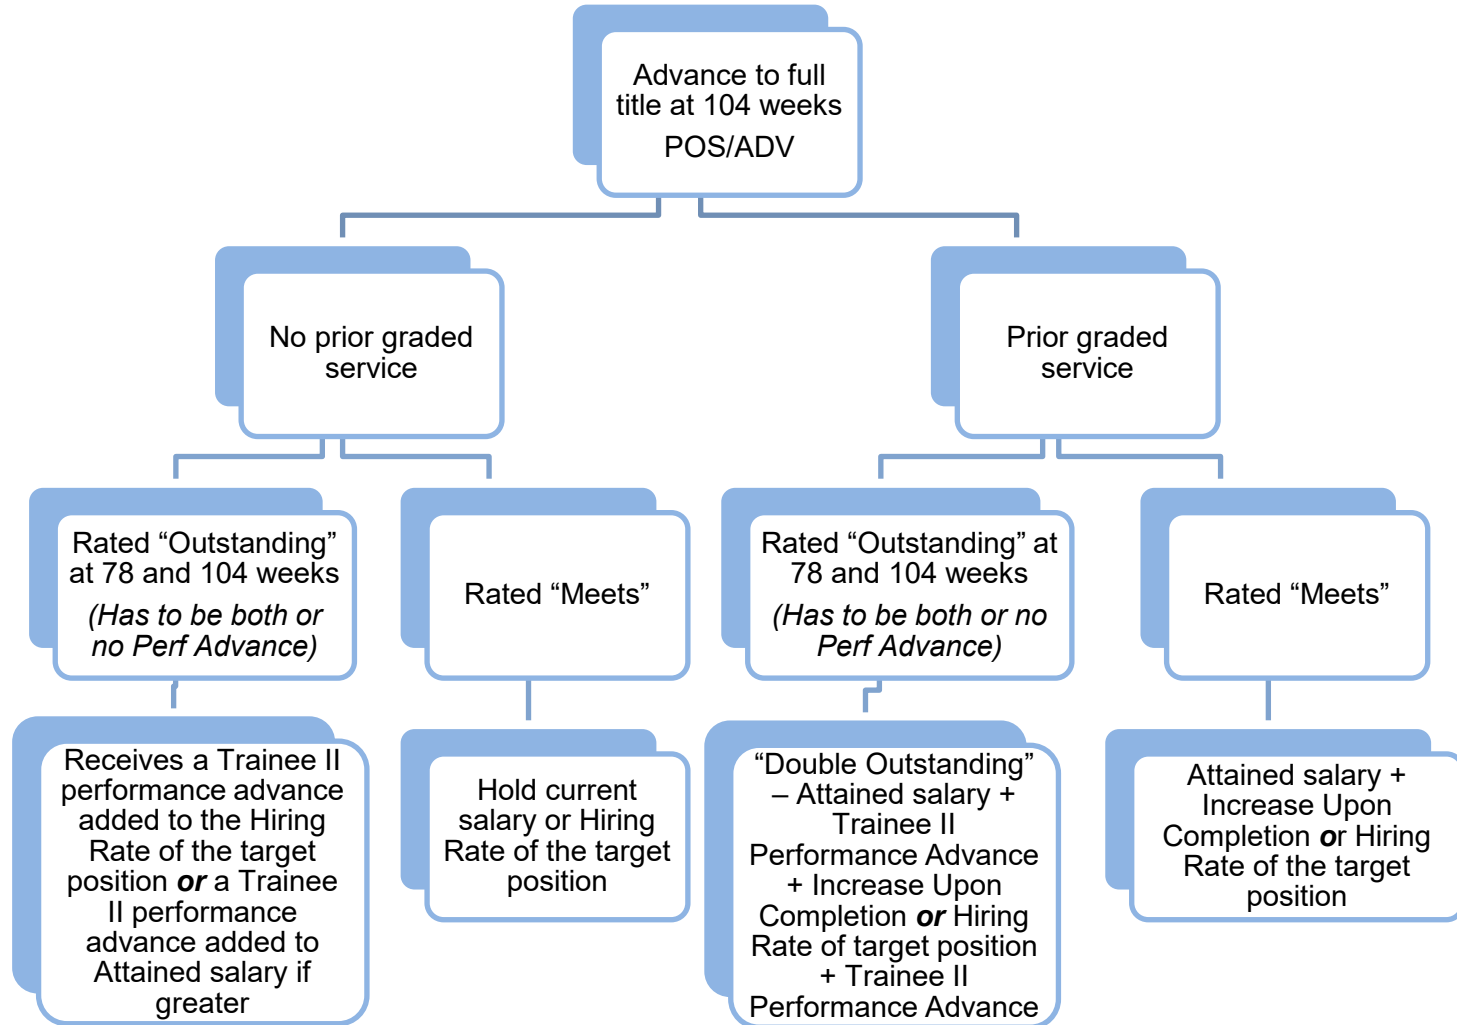 Advance to full
title at 104 weeks
POS/ADV
No prior graded
service
Prior graded
service
Rated “Outstanding”
at 78 and 104 weeks
(Has to be both or
no Perf Advance)
Rated “Meets”
Rated “Outstanding” at
78 and 104 weeks
(Has to be both or no
Perf Advance)
Rated “Meets”
Receives a Trainee II
performance advance
added to the Hiring
Rate of the target
position or a Trainee
II performance
advance added to
Attained salary if
greater
Hold current
salary or Hiring
Rate of the target
position
“Double Outstanding”
– Attained salary +
Trainee II
Performance Advance
+ Increase Upon
Completion or Hiring
Rate of target position
+ Trainee II
Performance Advance
Attained salary +
Increase Upon
Completion or Hiring
Rate of the target
position